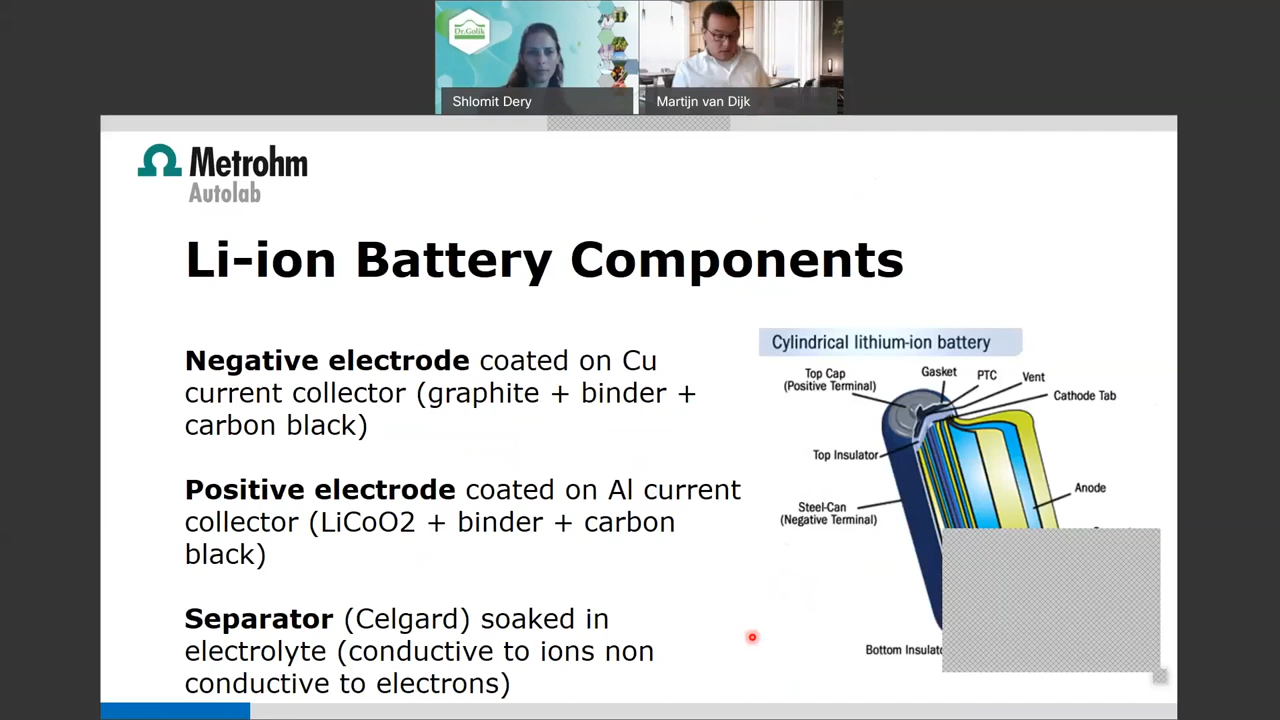 Dr.Golik
Shlomit Dery
Martijn van Dijk
Metrohm
Autolab
Li-ion Battery Components
Negative electrode coated on Cu
current collector (graphite + binder +
carbon black)
Positive electrode coated on Al current
collector (LiCoO2 + binder + carbon
black)
Separator (Celgard) soaked in
electrolyte (conductive to ions non
conductive to electrons)
Cylindrical lithium-ion battery
Top Cap
(Positive Terminal)
Gasket
PTC
Vent
Cathode Tab
Top Insulator
Anode
Steel-Can
(Negative Terminal)
Bottom